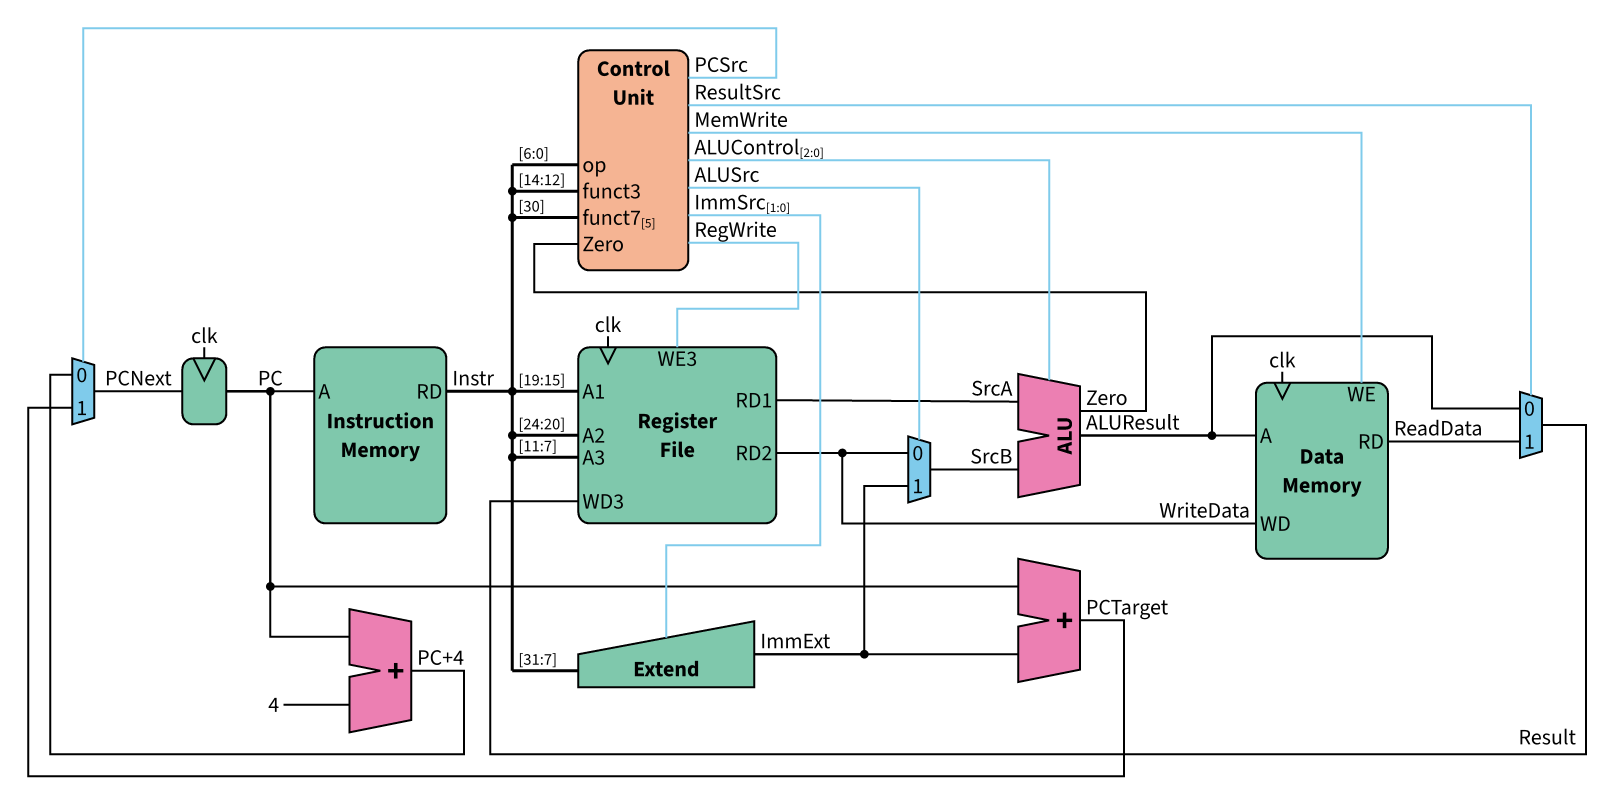 Control
Unit
PCSrc
ResultSrc
MemWrite
ALUControl[2:0]
ALUSrc
ImmSrc[1:0]
RegWrite
[6:0]
op
[14:12]
funct3
[30]
funct7[5]
Zero
clk
clk
clk
0
1
PCNext
PC
A
RD
Instruction
Memory
Instr
[19:15]
A1
[24:20]
A2
[11:7]
A3
WD3
WE3
Register
File
RD1
RD2
0
1
SrcA
SrcB
ALU
Zero
ALUResult
WE
A
RD
Data
Memory
WD
WriteData
ReadData
0
1
[31:7]
Extend
ImmExt
+
PCTarget
4
+
PC+4
Result